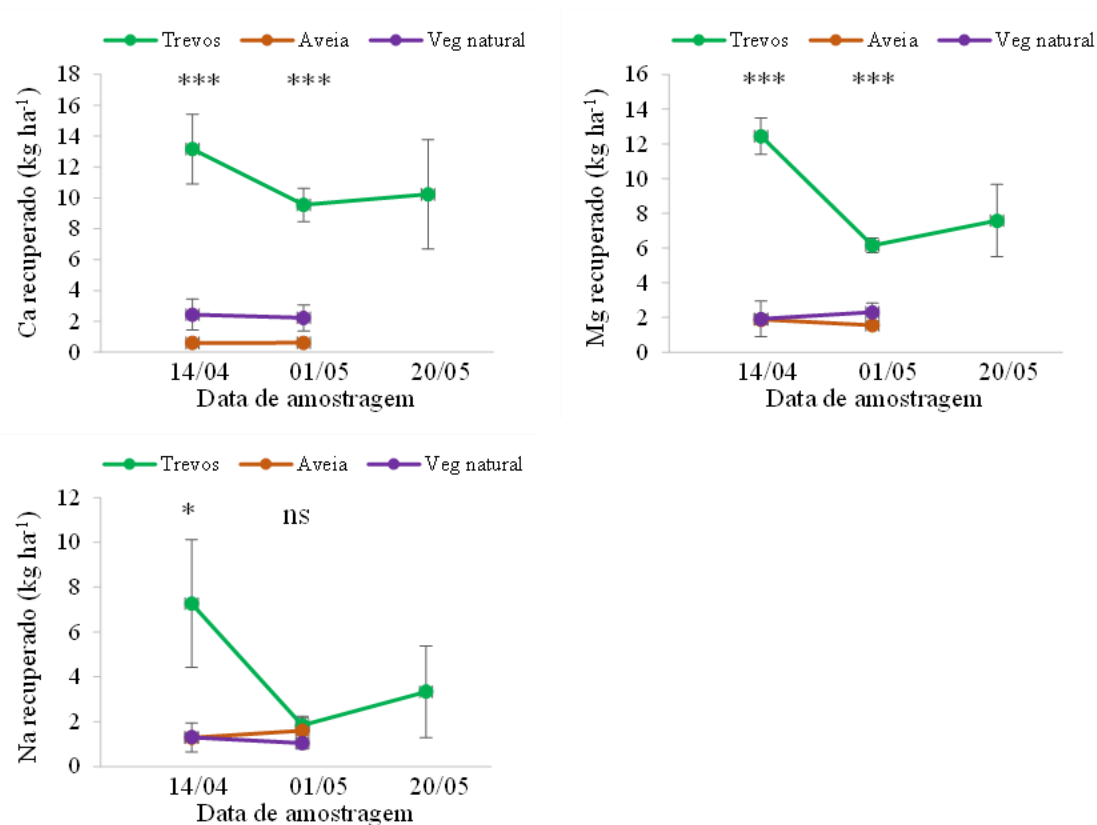 Trevos Aveia Veg natural
18
16
14
12
10
8
6
4
2
0
*** ***
Ca recuperado (kg ha⁻¹)
14/04 01/05 20/05
Data de amostragem
Trevos Aveia Veg natural
16
14
12
10
8
6
4
2
0
*** ***
Mg recuperado (kg ha⁻¹)
14/04 01/05 20/05
Data de amostragem
Trevos Aveia Veg natural
12
10
8
6
4
2
0
* ns
Na recuperado (kg ha⁻¹)
14/04 01/05 20/05
Data de amostragem